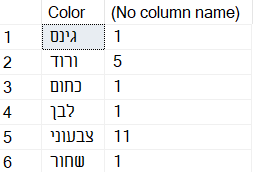 Color (No column name)
1 גינס 1
2 ורוד 5
3 כתום 1
4 לבן 1
5 צבעוני 11
6 שחור 1